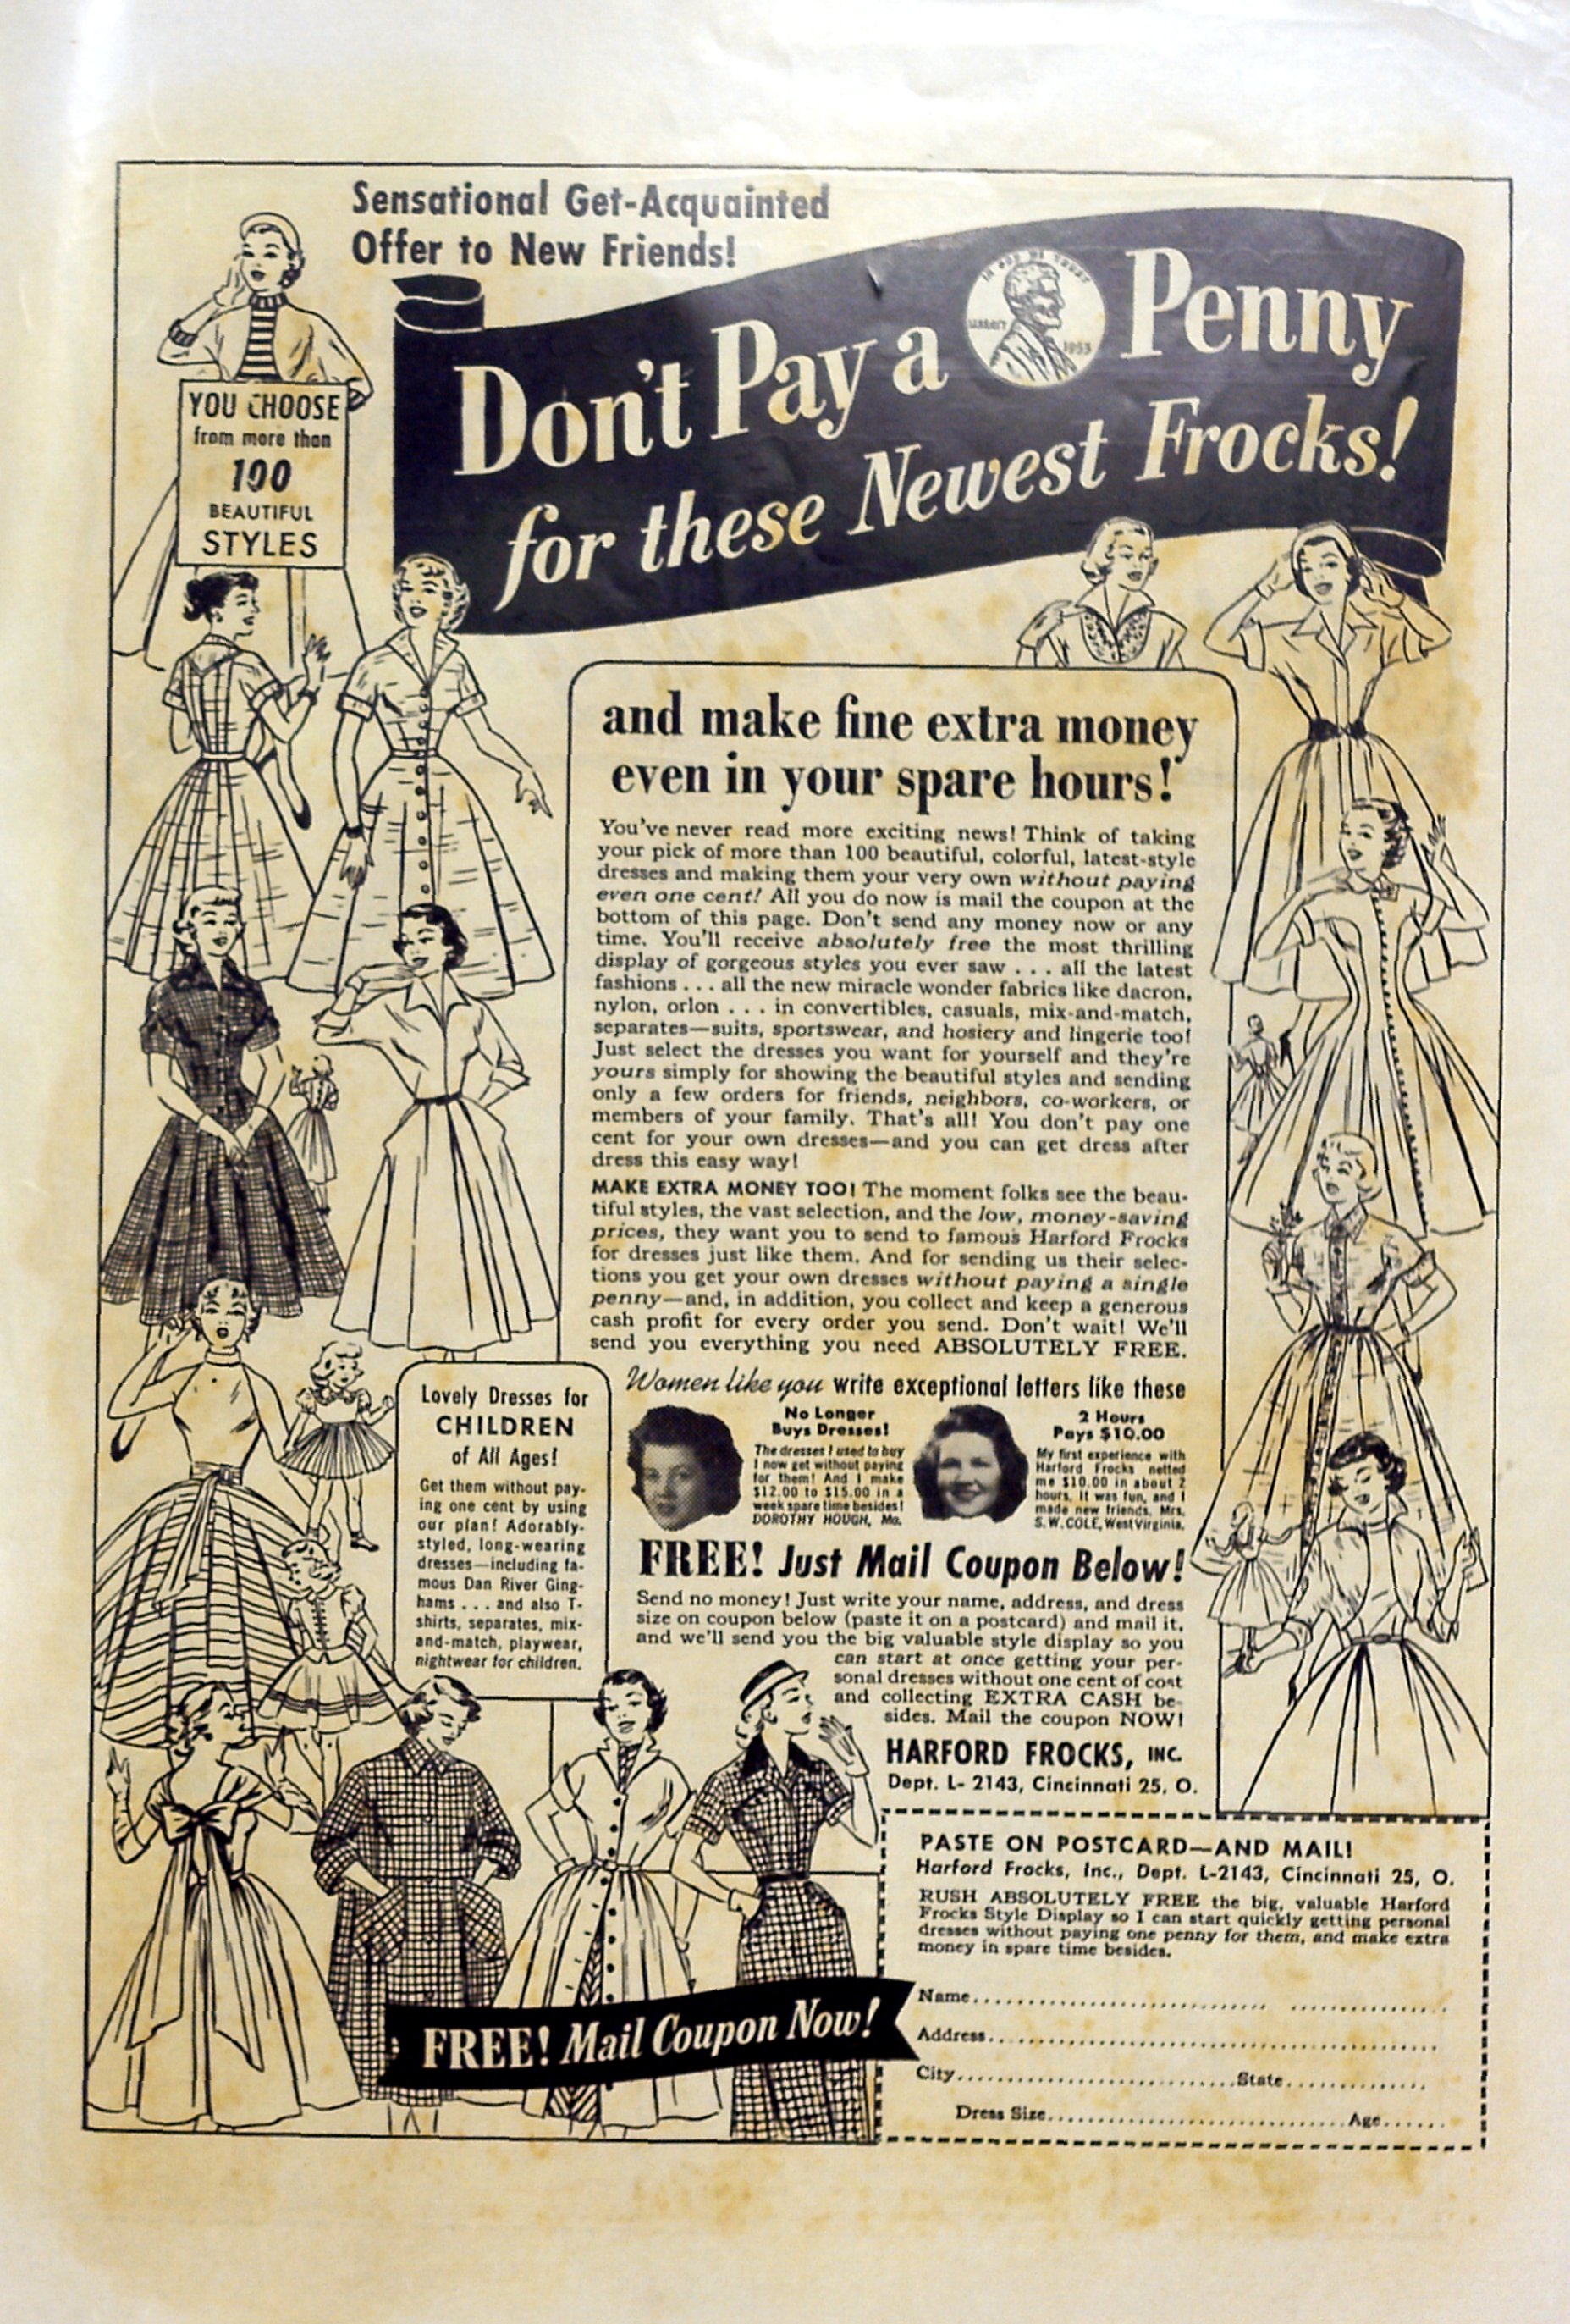 Sensational Get-Acquainted
Offer to New Friends!
Don't Pay a Penny
IN GOD WE TRUST
LIBERTY
1953
for these Newest Frocks!
YOU CHOOSE
from more than
100
BEAUTIFUL
STYLES
and make fine extra money
even in your spare hours!
You've never read more exciting news! Think of taking
your pick of more than 100 beautiful, colorful, latest-style
dresses and making them your very own without paying
even one cent! All you do now is mail the coupon at the
bottom of this page. Don't send any money now or any
time. You'll receive absolutely free the most thrilling
display of gorgeous styles you ever saw . . . all the latest
fashions . . . all the new miracle wonder fabrics like dacron,
nylon, orlon . . . in convertibles, casuals, mix-and-match,
separates—suits, sportswear, and hosiery and lingerie too!
Just select the dresses you want for yourself and they're
yours simply for showing the beautiful styles and sending
only a few orders for friends, neighbors, co-workers, or
members of your family. That's all! You don't pay one
cent for your own dresses—and you can get dress after
dress this easy way!
MAKE EXTRA MONEY TOO! The moment folks see the beau-
tiful styles, the vast selection, and the low, money-saving
prices, they want you to send to famous Harford Frocks
for dresses just like them. And for sending us their selec-
tions you get your own dresses without paying a single
penny—and, in addition, you collect and keep a generous
cash profit for every order you send. Don't wait! We'll
send you everything you need ABSOLUTELY FREE.
Women like you write exceptional letters like these
No Longer
Buys Dresses!
The dresses I used to buy
I now get without paying
for them! And I make
$12.00 to $15.00 in a
week spare time besides!
DOROTHY HOUGH, Mo.
2 Hours
Pays $10.00
My first experience with
Harford Frocks netted
me $10.00 in about 2
hours. It was fun, and I
made new friends. Mrs.
S. W. COLE, West Virginia.
Lovely Dresses for
CHILDREN
of All Ages!
Get them without pay-
ing one cent by using
our plan! Adorably-
styled, long-wearing
dresses—including fa-
mous Dan River Ging-
hams . . . and also T-
shirts, separates, mix-
and-match, playwear,
nightwear for children.
FREE! Just Mail Coupon Below!
Send no money! Just write your name, address, and dress
size on coupon below (paste it on a postcard) and mail it,
and we'll send you the big valuable style display so you
can start at once getting your per-
sonal dresses without one cent of cost
and collecting EXTRA CASH be-
sides. Mail the coupon NOW!
HARFORD FROCKS, INC.
Dept. L- 2143, Cincinnati 25, O.
FREE! Mail Coupon Now!
PASTE ON POSTCARD—AND MAIL!
Harford Frocks, Inc., Dept. L-2143, Cincinnati 25, O.
RUSH ABSOLUTELY FREE the big, valuable Harford
Frocks Style Display so I can start quickly getting personal
dresses without paying one penny for them, and make extra
money in spare time besides.
Name
Address
City State
Dress Size Age